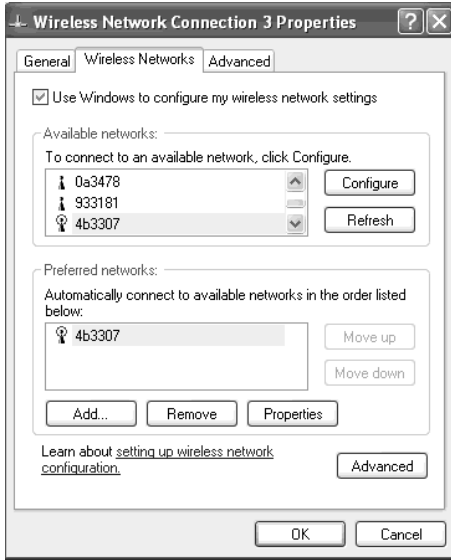 Wireless Network Connection 3 Properties
General
Wireless Networks
Advanced
Use Windows to configure my wireless network settings
Available networks:
To connect to an available network, click Configure.
0a3478
933181
4b3307
Configure
Refresh
Preferred networks:
Automatically connect to available networks in the order listed
below:
4b3307
Move up
Move down
Add...
Remove
Properties
Learn about setting up wireless network
configuration.
Advanced
OK
Cancel